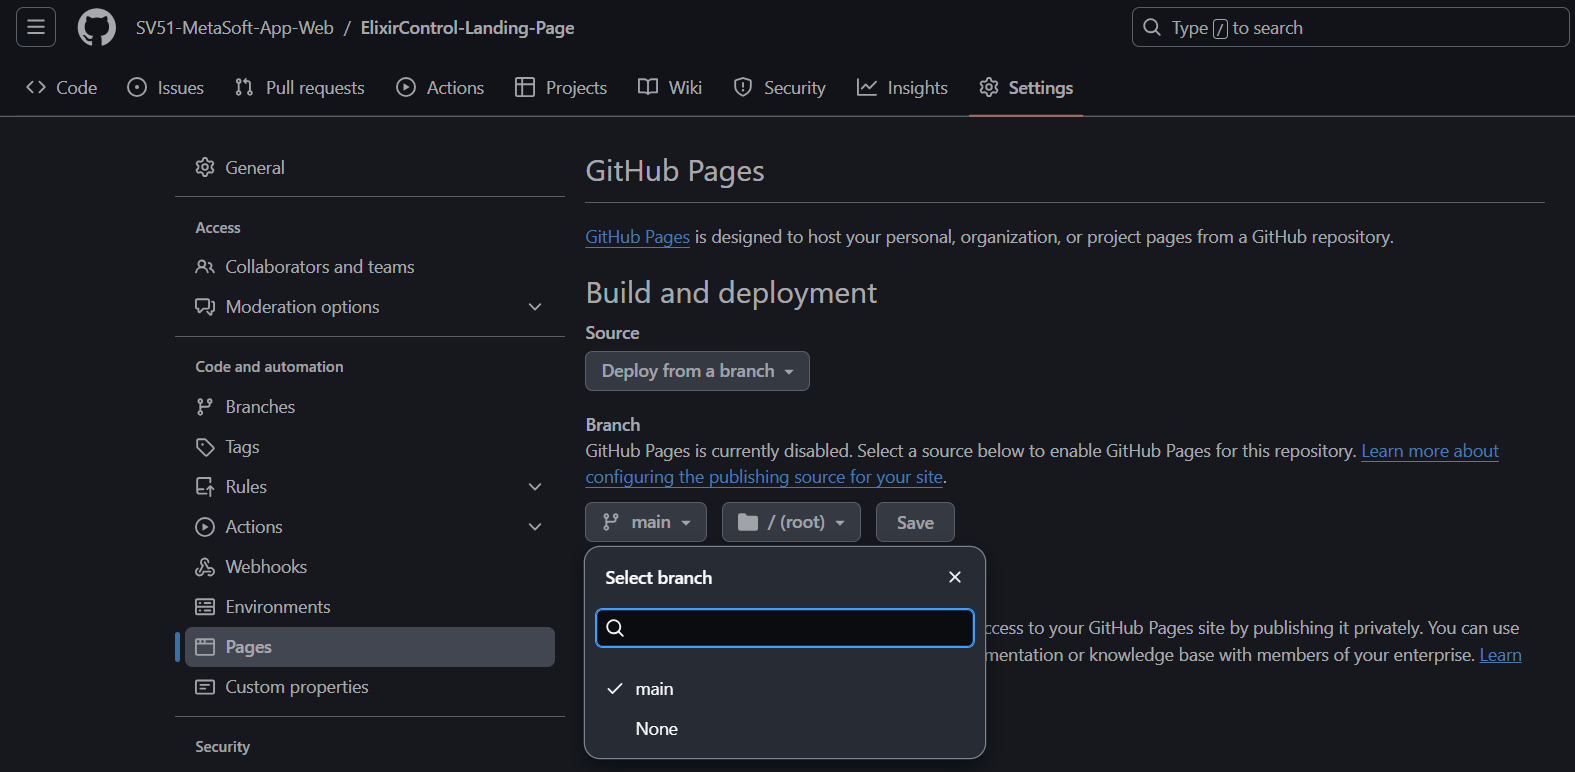 SV51-MetaSoft-App-Web / ElixirControl-Landing-Page
Type / to search
Code Issues Pull requests Actions Projects Wiki Security Insights Settings
General
Access
Collaborators and teams
Moderation options
Code and automation
Branches
Tags
Rules
Actions
Webhooks
Environments
Pages
Custom properties
Security
GitHub Pages
GitHub Pages is designed to host your personal, organization, or project pages from a GitHub repository.
Build and deployment
Source
Deploy from a branch
Branch
GitHub Pages is currently disabled. Select a source below to enable GitHub Pages for this repository. Learn more about
configuring the publishing source for your site.
main / (root) Save
Select branch
main
None
to your GitHub Pages site by publishing it privately. You can use
or knowledge base with members of your enterprise. Learn